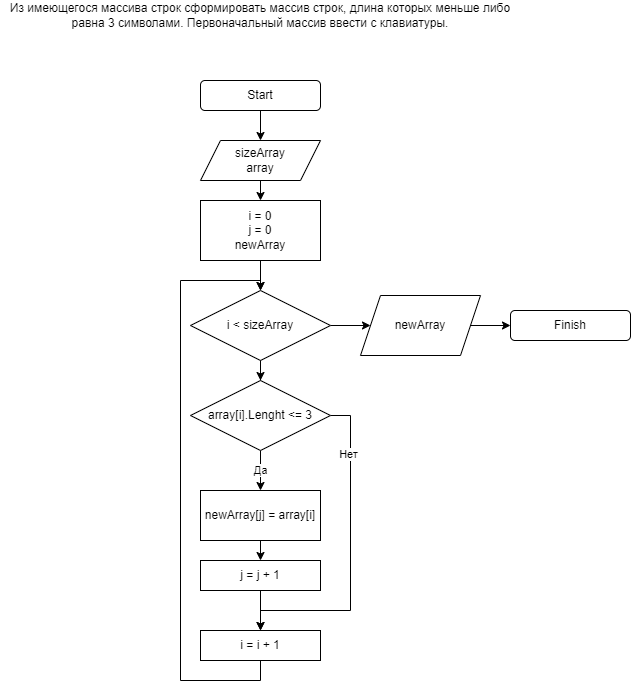 Из имеющегося массива строк сформировать массив строк, длина которых меньше либо
равна 3 символами. Первоначальный массив ввести с клавиатуры.
Start
sizeArray
array
i = 0
j = 0
newArray
i < sizeArray
newArray
Finish
array[i].Lenght <= 3
Нет
Да
newArray[j] = array[i]
j = j + 1
i = i + 1